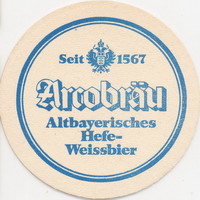 Seit 1567
Arcobräu
Altbayerisches
Hefe-
Weissbier